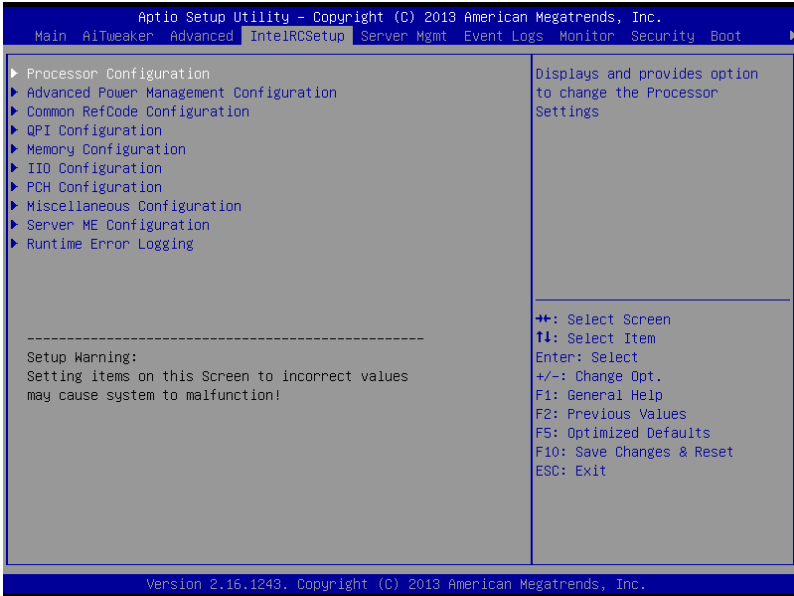 Aptio Setup Utility – Copyright (C) 2013 American Megatrends, Inc.
Main AiTweaker Advanced IntelRCSetup Server Mgmt Event Logs Monitor Security Boot
Processor Configuration
Advanced Power Management Configuration
Common RefCode Configuration
QPI Configuration
Memory Configuration
IIO Configuration
PCH Configuration
Miscellaneous Configuration
Server ME Configuration
Runtime Error Logging
--------------------------------------------------
Setup Warning:
Setting items on this Screen to incorrect values
may cause system to malfunction!
Displays and provides option
to change the Processor
Settings
→←: Select Screen
↑↓: Select Item
Enter: Select
+/-: Change Opt.
F1: General Help
F2: Previous Values
F5: Optimized Defaults
F10: Save Changes & Reset
ESC: Exit
Version 2.16.1243. Copyright (C) 2013 American Megatrends, Inc.